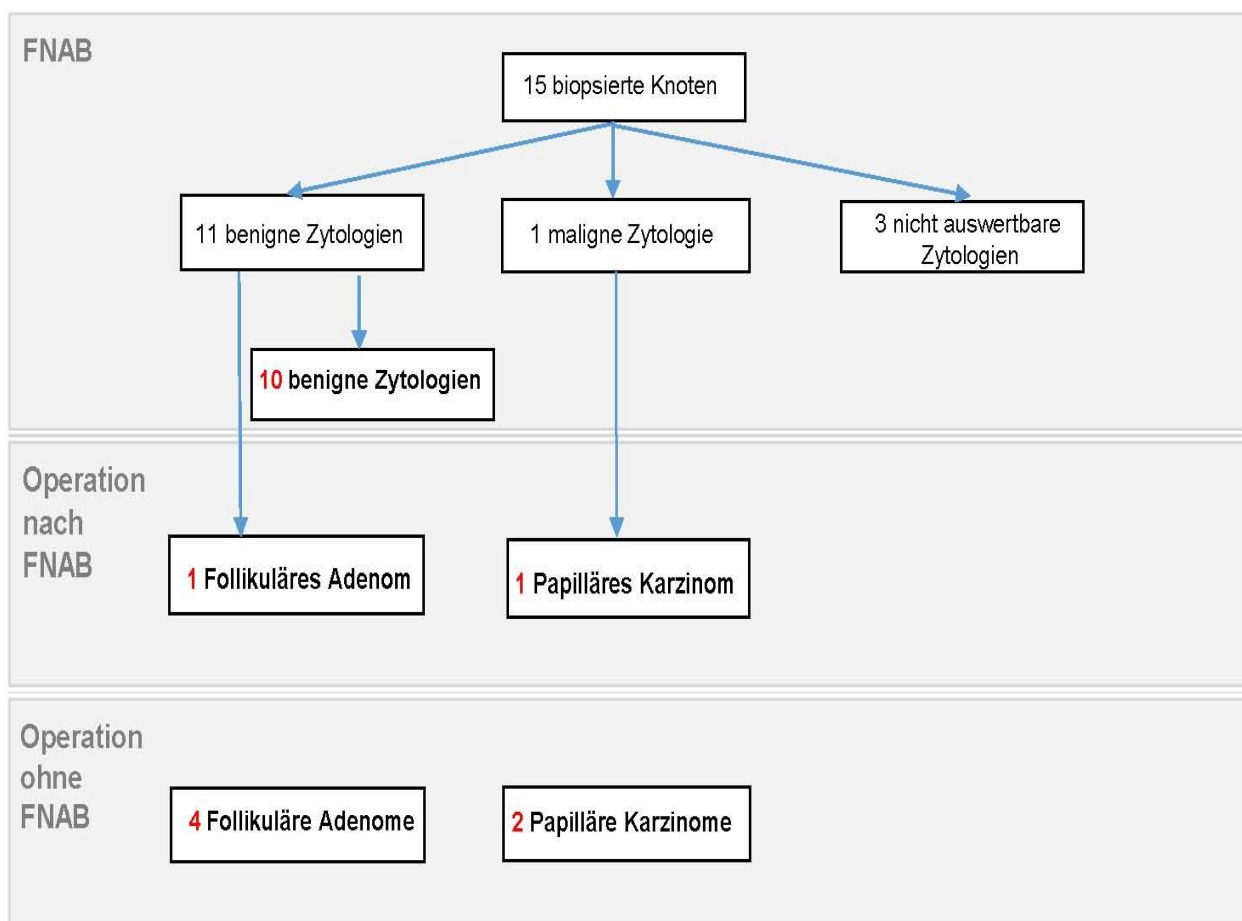 FNAB
15 biopsierte Knoten
11 benigne Zytologien
1 maligne Zytologie
3 nicht auswertbare
Zytologien
10 benigne Zytologien
Operation
nach
FNAB
1 Follikuläres Adenom
1 Papilläres Karzinom
Operation
ohne
FNAB
4 Follikuläre Adenome
2 Papilläre Karzinome